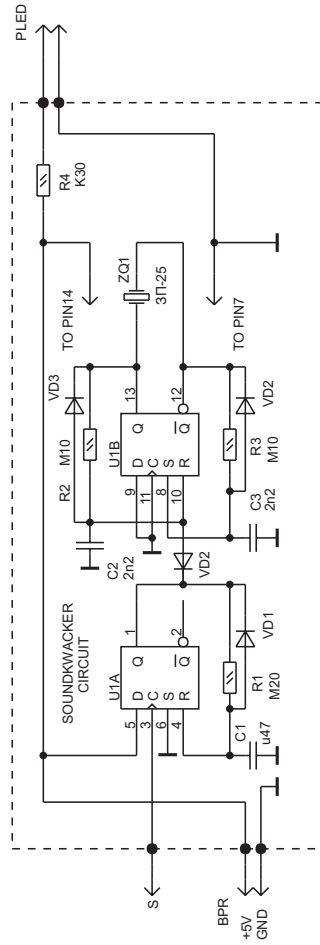 PLED
R4
K30
TO PIN14
TO PIN7
ZQ1
ЗП-25
VD3
M10
R2
C2
2n2
U1B
9
11
8
10
D
C
S
R
Q
Q
13
12
VD2
R3
M10
C3
2n2
VD2
SOUNDKWACKER
CIRCUIT
U1A
5
3
6
4
D
C
S
R
Q
Q
1
2
VD1
R1
M20
C1
u47
S
BPR
+5V
GND